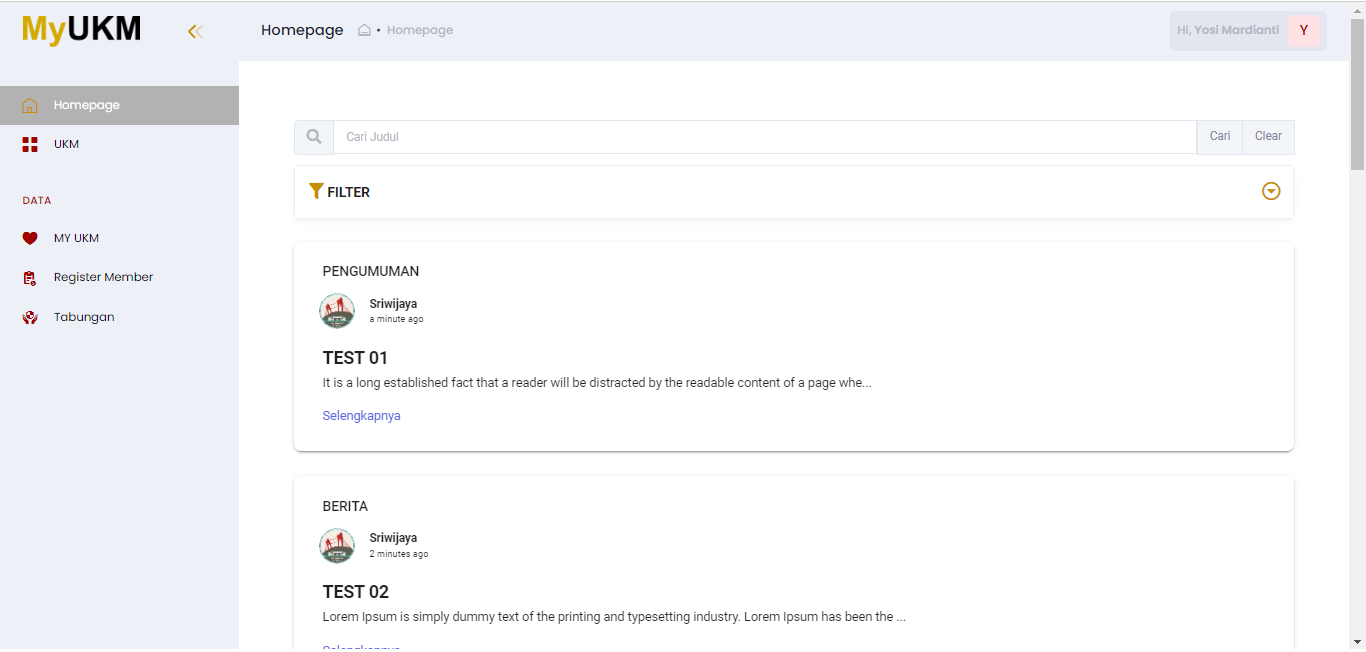 MyUKM
Homepage
• Homepage
Hi, Yosi Mardianti Y
Homepage
UKM
DATA
MY UKM
Register Member
Tabungan
Cari Judul
Cari
Clear
FILTER
PENGUMUMAN
Sriwijaya
a minute ago
TEST 01
It is a long established fact that a reader will be distracted by the readable content of a page whe...
Selengkapnya
BERITA
Sriwijaya
2 minutes ago
TEST 02
Lorem Ipsum is simply dummy text of the printing and typesetting industry. Lorem Ipsum has been the ...
Selengkapnya